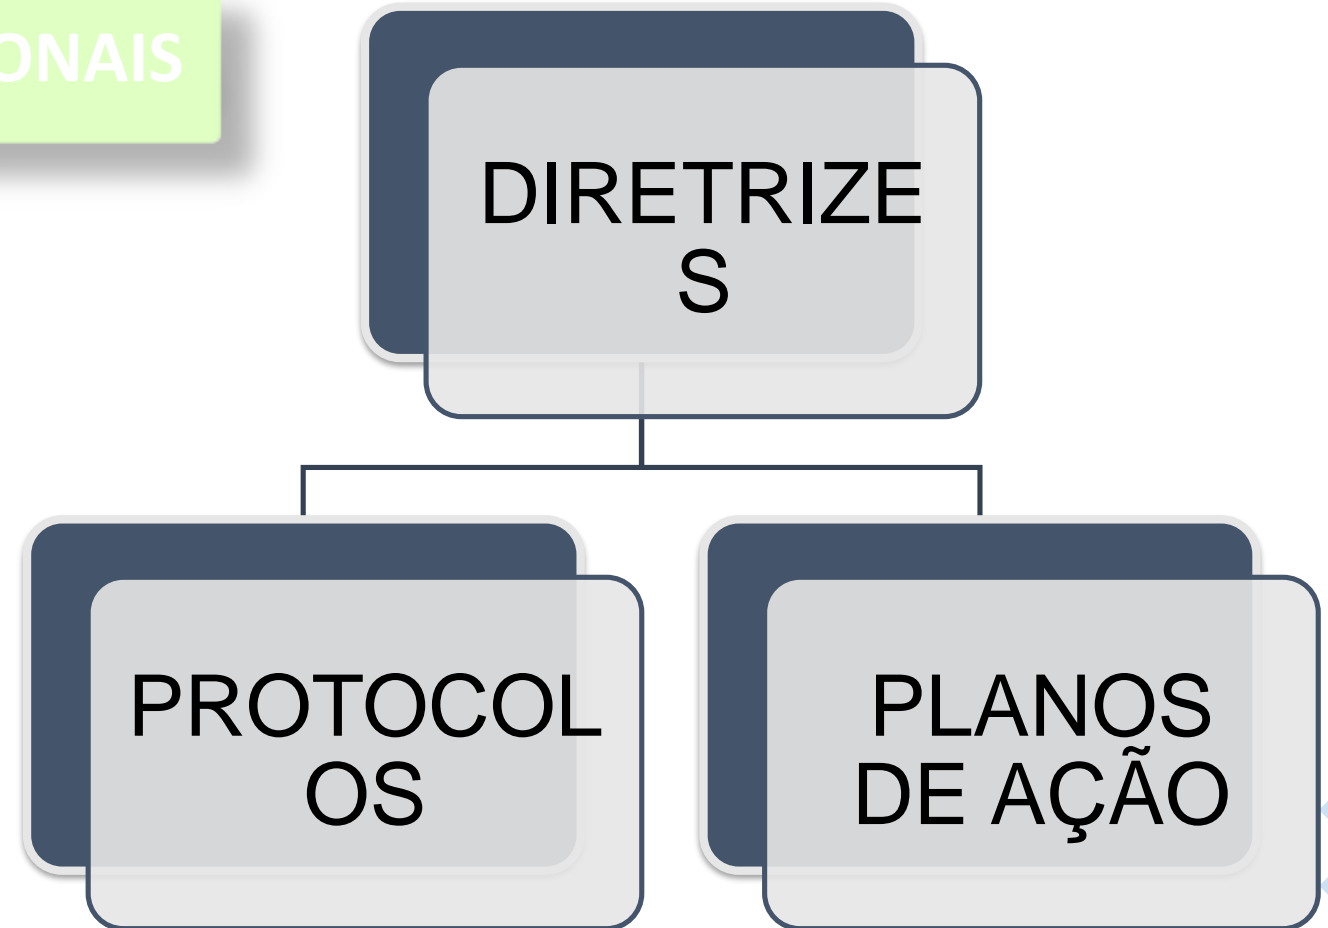 ONAIS
DIRETRIZE
S
PROTOCOL
OS
PLANOS
DE AÇÃO